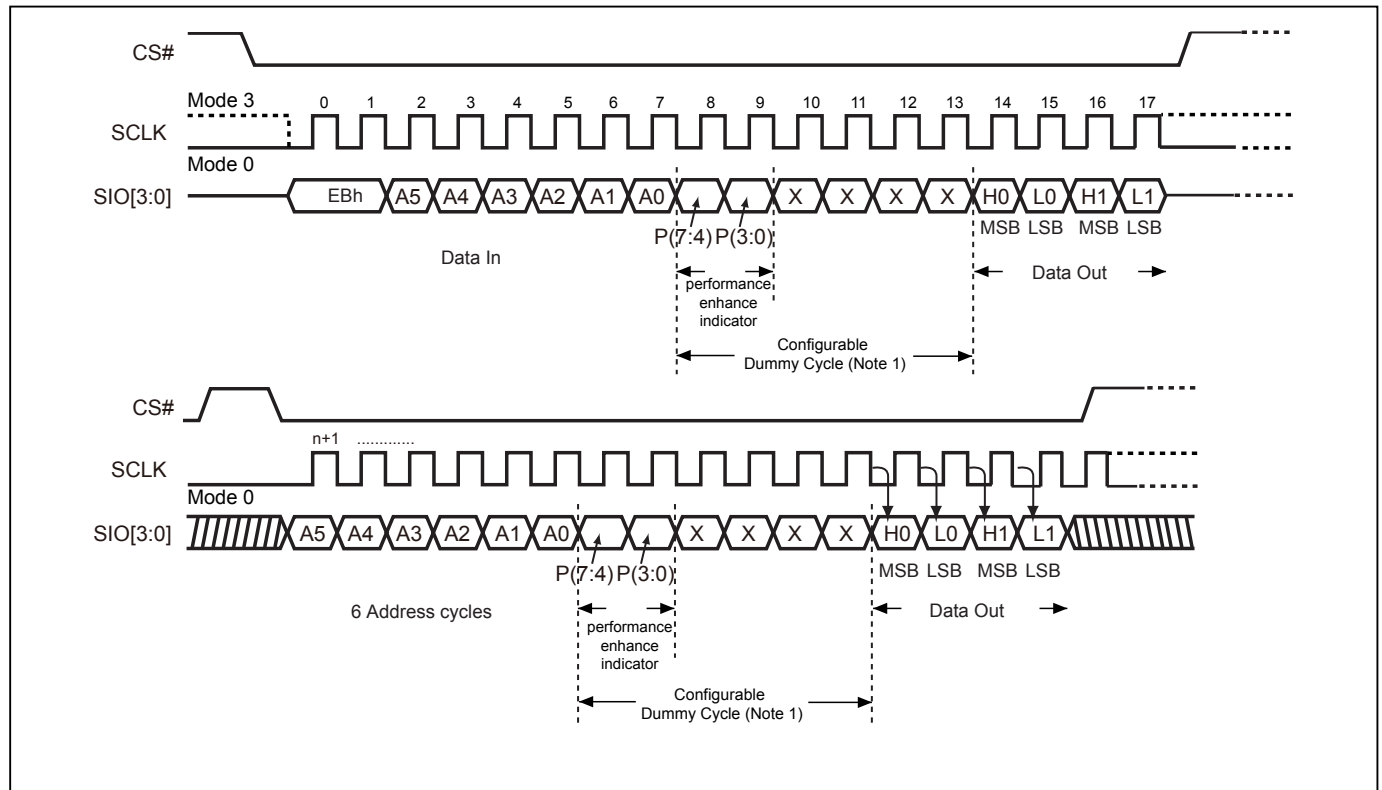 CS#
Mode 3
0 1 2 3 4 5 6 7 8 9 10 11 12 13 14 15 16 17
SCLK
Mode 0
SIO[3:0]
EBh A5 A4 A3 A2 A1 A0 X X X X H0 L0 H1 L1
P(7:4) P(3:0)
MSB LSB MSB LSB
Data In
Data Out
performance
enhance
indicator
Configurable
Dummy Cycle (Note 1)
CS#
n+1 .............
SCLK
Mode 0
SIO[3:0]
A5 A4 A3 A2 A1 A0 X X X X H0 L0 H1 L1
P(7:4) P(3:0)
MSB LSB MSB LSB
6 Address cycles
Data Out
performance
enhance
indicator
Configurable
Dummy Cycle (Note 1)